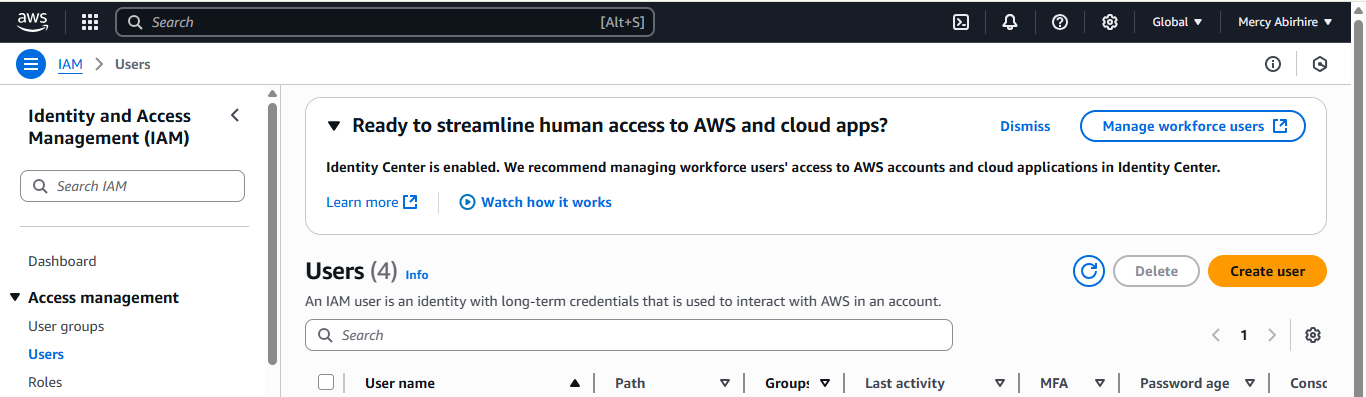 aws Search [Alt+S] Global Mercy Abirhire
IAM Users
Identity and Access
Management (IAM)
Search IAM
Dashboard
Access management
User groups
Users
Roles
Ready to streamline human access to AWS and cloud apps? Dismiss Manage workforce users
Identity Center is enabled. We recommend managing workforce users' access to AWS accounts and cloud applications in Identity Center.
Learn more Watch how it works
Users (4) Info Delete Create user
An IAM user is an identity with long-term credentials that is used to interact with AWS in an account.
Search 1
User name Path Groups Last activity MFA Password age Consc